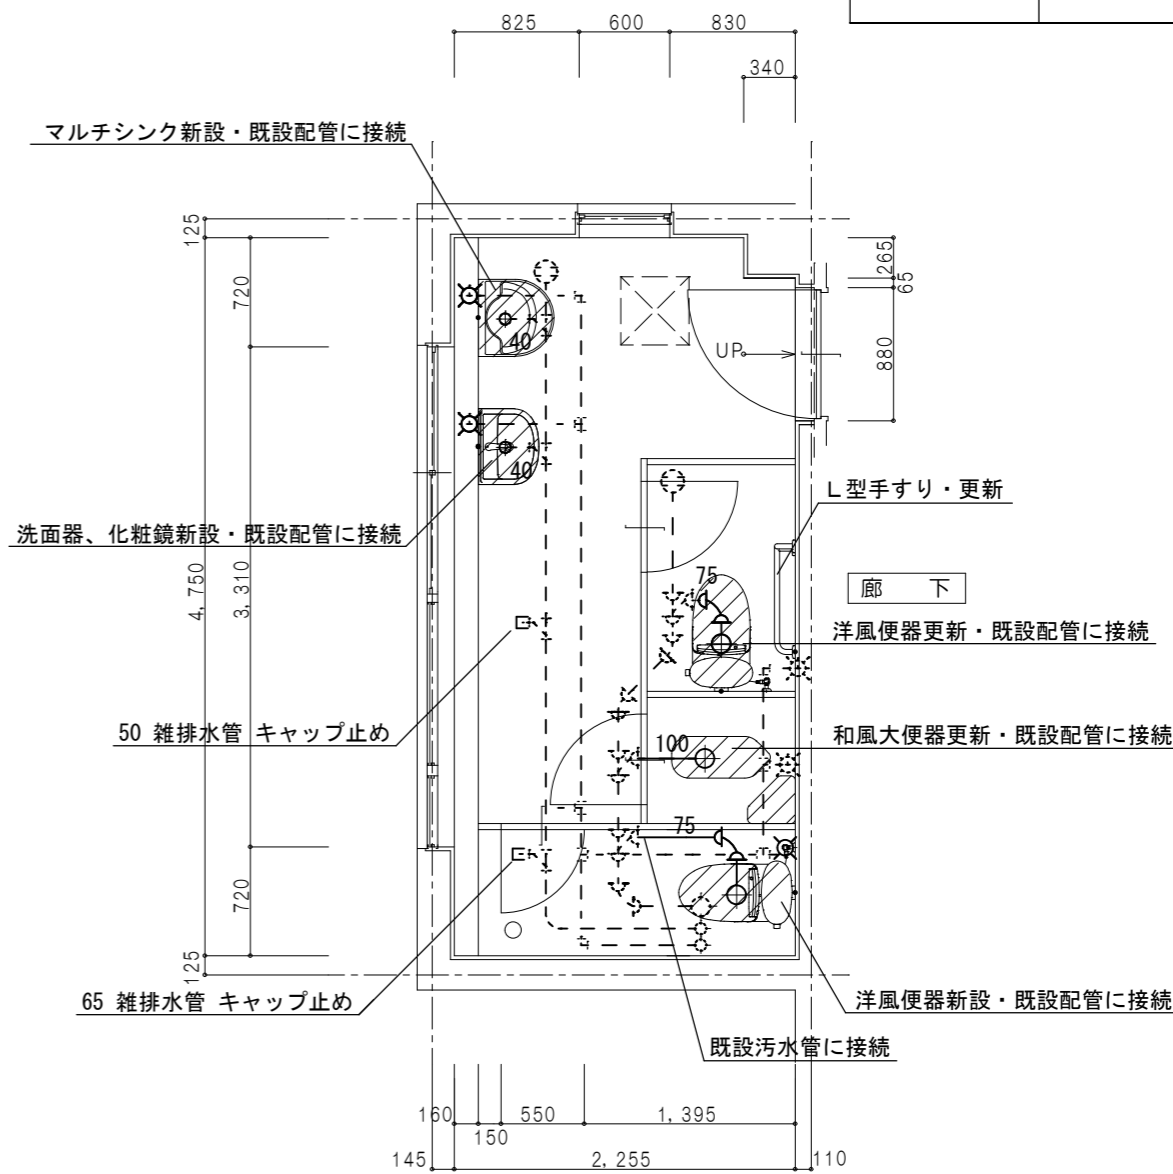 825
600
830
340
マルチシンク新設・既設配管に接続
125
720
265
65
40
UP
880
40
L型手すり・更新
洗面器、化粧鏡新設・既設配管に接続
4,750
3,310
75
廊 下
洋風便器更新・既設配管に接続
50 雑排水管 キャップ止め
100
和風大便器更新・既設配管に接続
75
720
125
65 雑排水管 キャップ止め
洋風便器新設・既設配管に接続
既設汚水管に接続
160
550
1,395
150
145
2,255
110